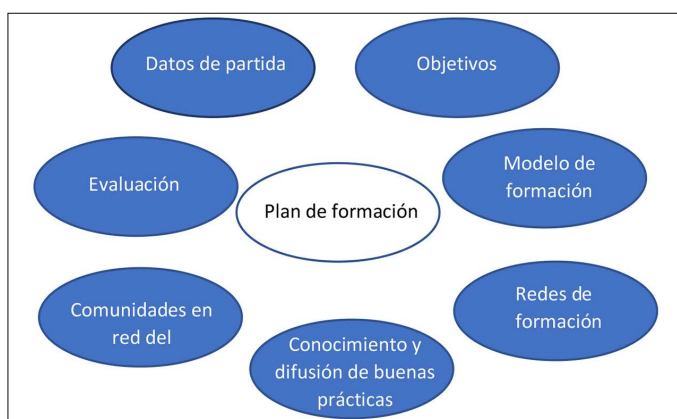 Datos de partida
Objetivos
Evaluación
Modelo de
formación
Plan de formación
Comunidades en
red del
Redes de
formación
Conocimiento y
difusión de buenas
prácticas